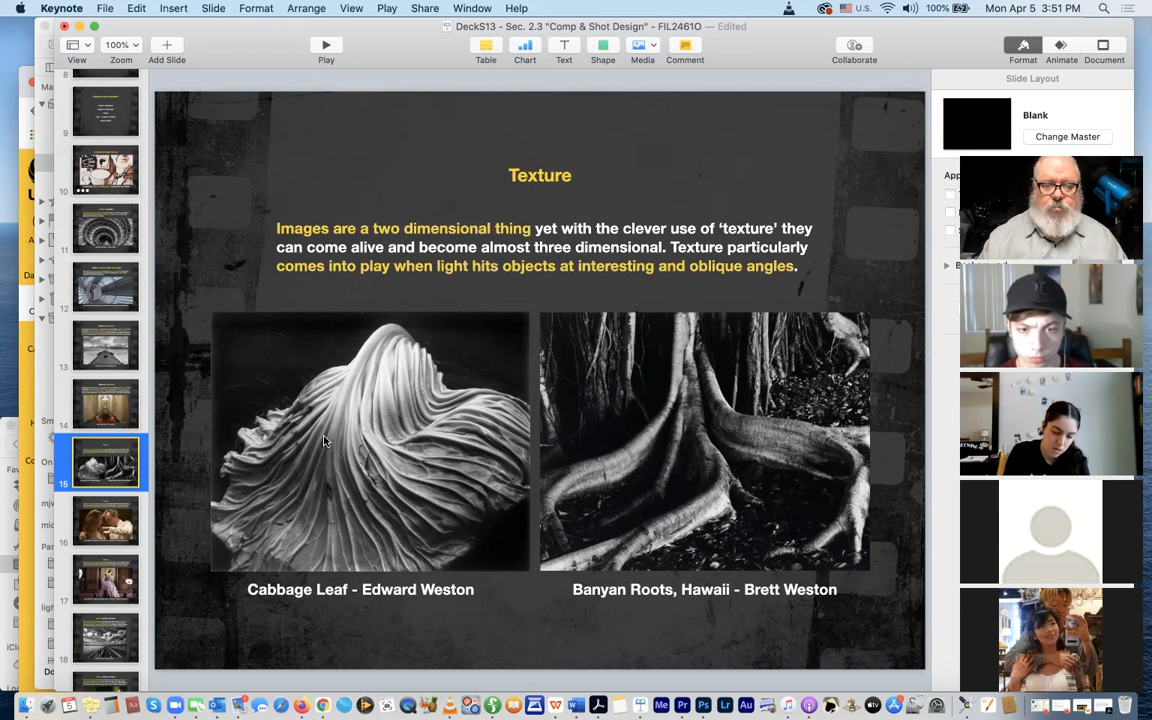 Keynote File Edit Insert Slide Format Arrange View Play Share Window Help
U.S. 100% Mon Apr 5 3:51 PM
DeckS13 - Sec. 2.3 "Comp & Shot Design" - FIL2461O — Edited
100%
View Zoom Add Slide Play Table Chart Text Shape Media Comment Collaborate Format Animate Document
Slide Layout
Blank
Change Master
8
9
10
11
12
13
14
15
16
17
18
Texture
Images are a two dimensional thing yet with the clever use of ‘texture’ they
can come alive and become almost three dimensional. Texture particularly
comes into play when light hits objects at interesting and oblique angles.
Cabbage Leaf - Edward Weston
Banyan Roots, Hawaii - Brett Weston